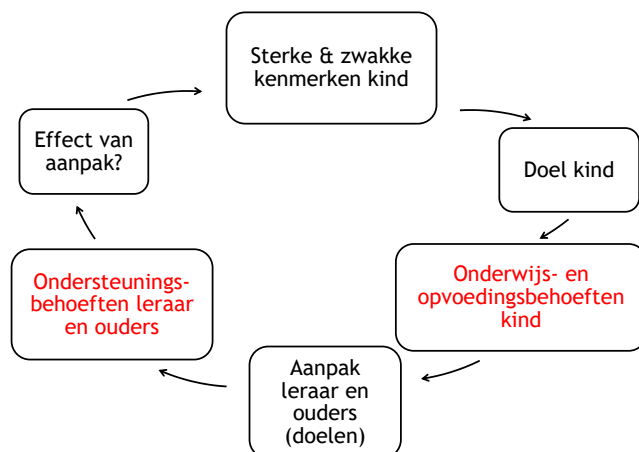 Sterke & zwakke
kenmerken kind
Doel kind
Onderwijs- en
opvoedingsbehoeften
kind
Aanpak
leraar en
ouders
(doelen)
Ondersteunings-
behoeften leraar
en ouders
Effect van
aanpak?